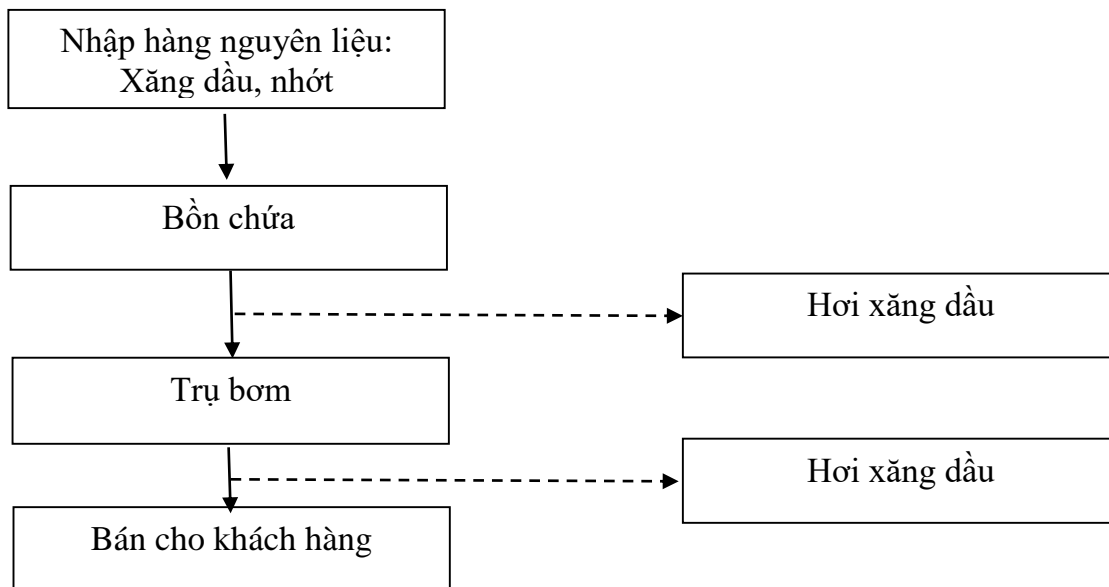 Nhập hàng nguyên liệu:
Xăng dầu, nhớt
Bồn chứa
Hơi xăng dầu
Trụ bơm
Hơi xăng dầu
Bán cho khách hàng